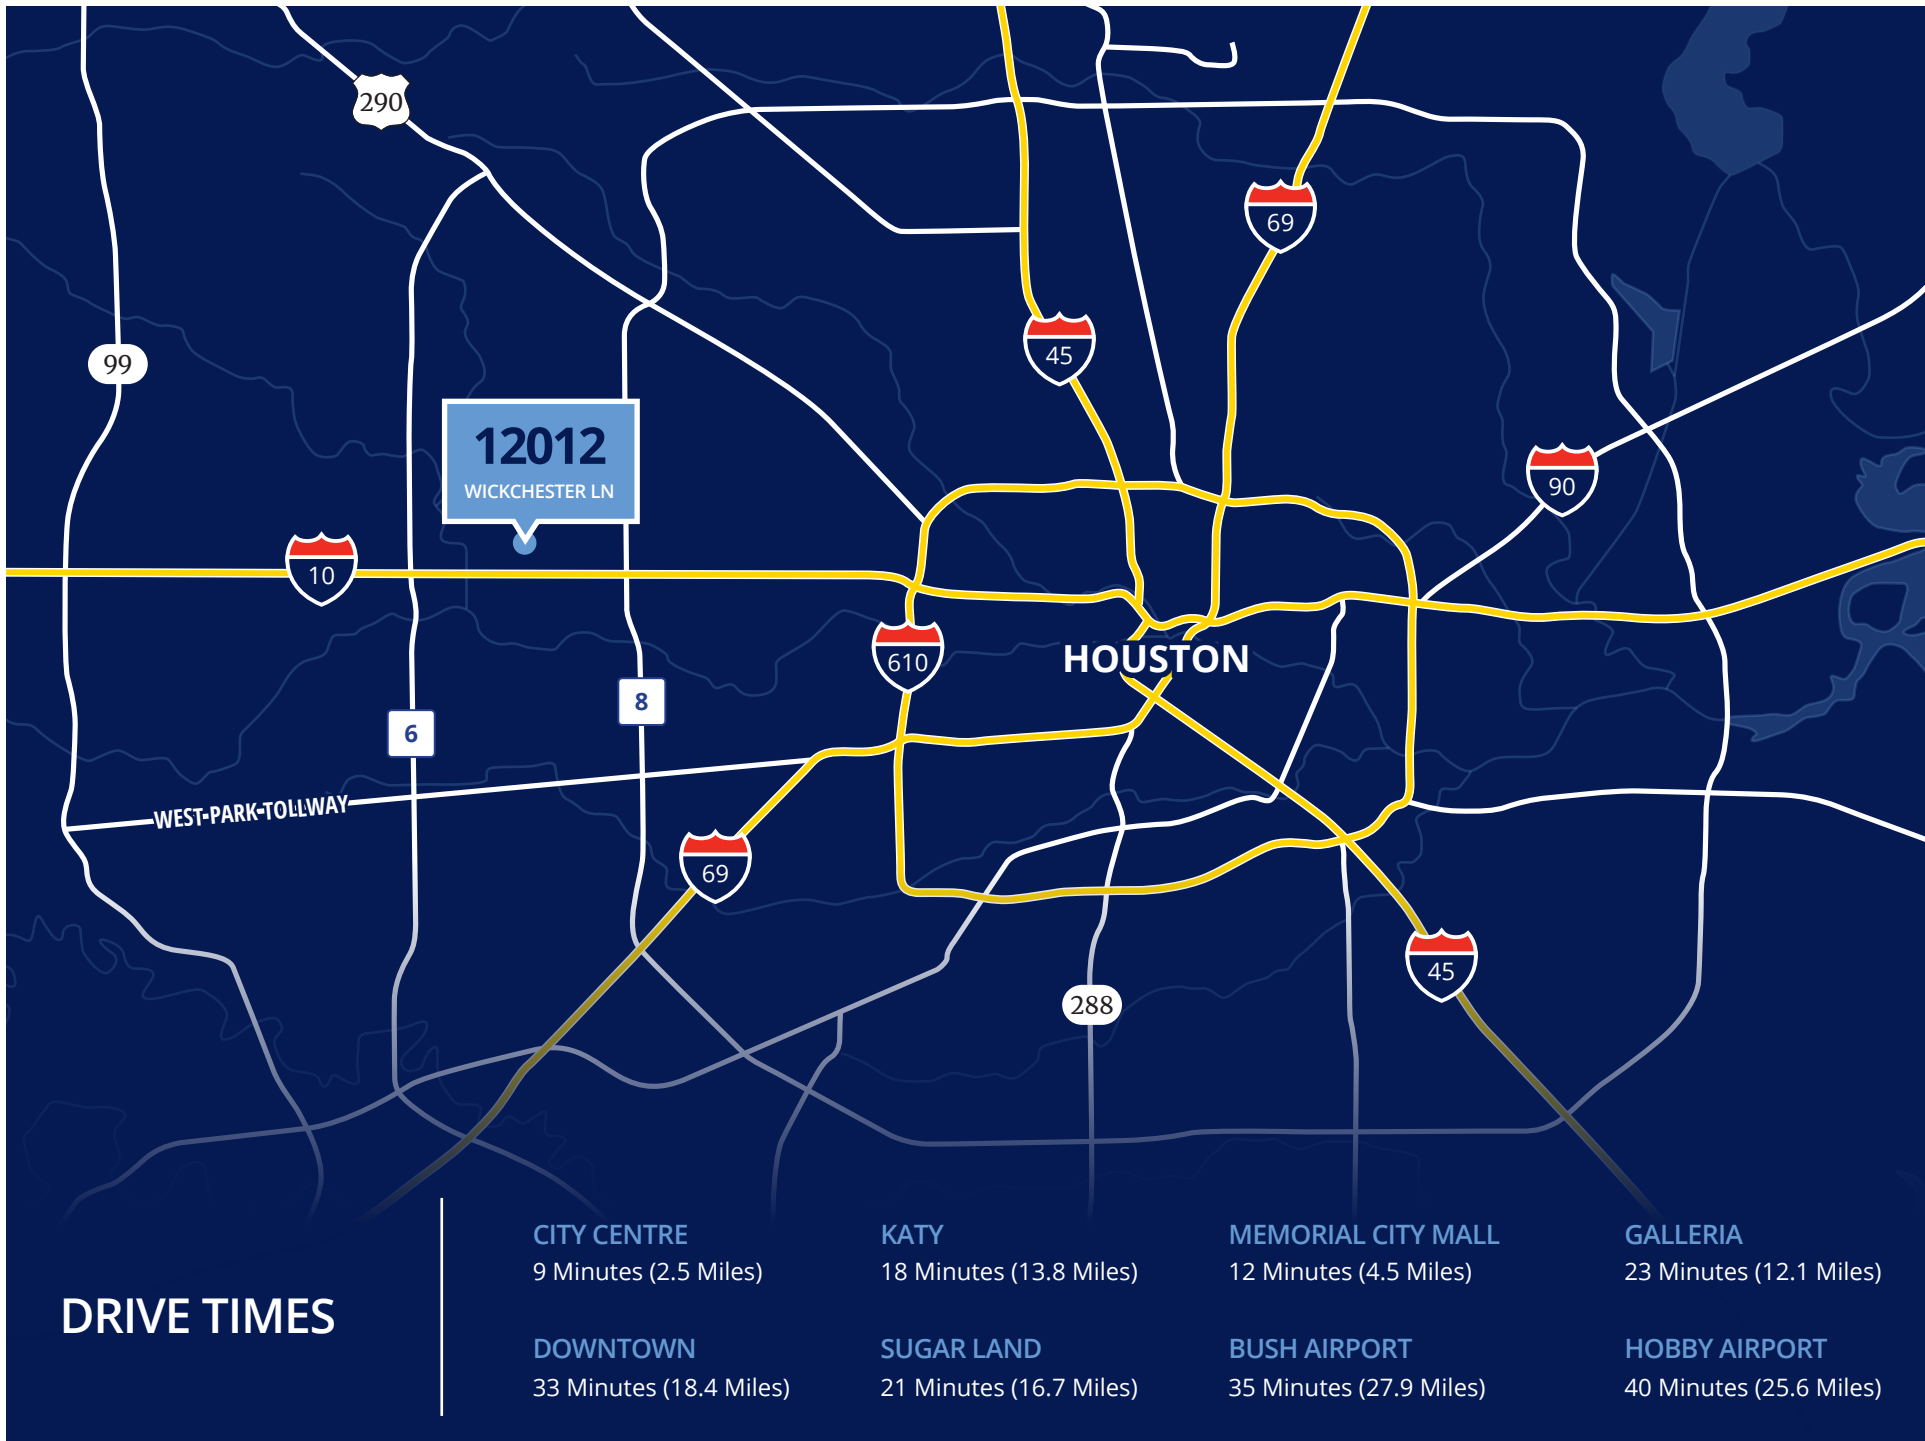 290
69
45
99
12012
WICKCHESTER LN
90
10
610
HOUSTON
8
6
WEST-PARK-TOLLWAY
69
45
288
DRIVE TIMES
CITY CENTRE
9 Minutes (2.5 Miles)
KATY
18 Minutes (13.8 Miles)
MEMORIAL CITY MALL
12 Minutes (4.5 Miles)
GALLERIA
23 Minutes (12.1 Miles)
DOWNTOWN
33 Minutes (18.4 Miles)
SUGAR LAND
21 Minutes (16.7 Miles)
BUSH AIRPORT
35 Minutes (27.9 Miles)
HOBBY AIRPORT
40 Minutes (25.6 Miles)